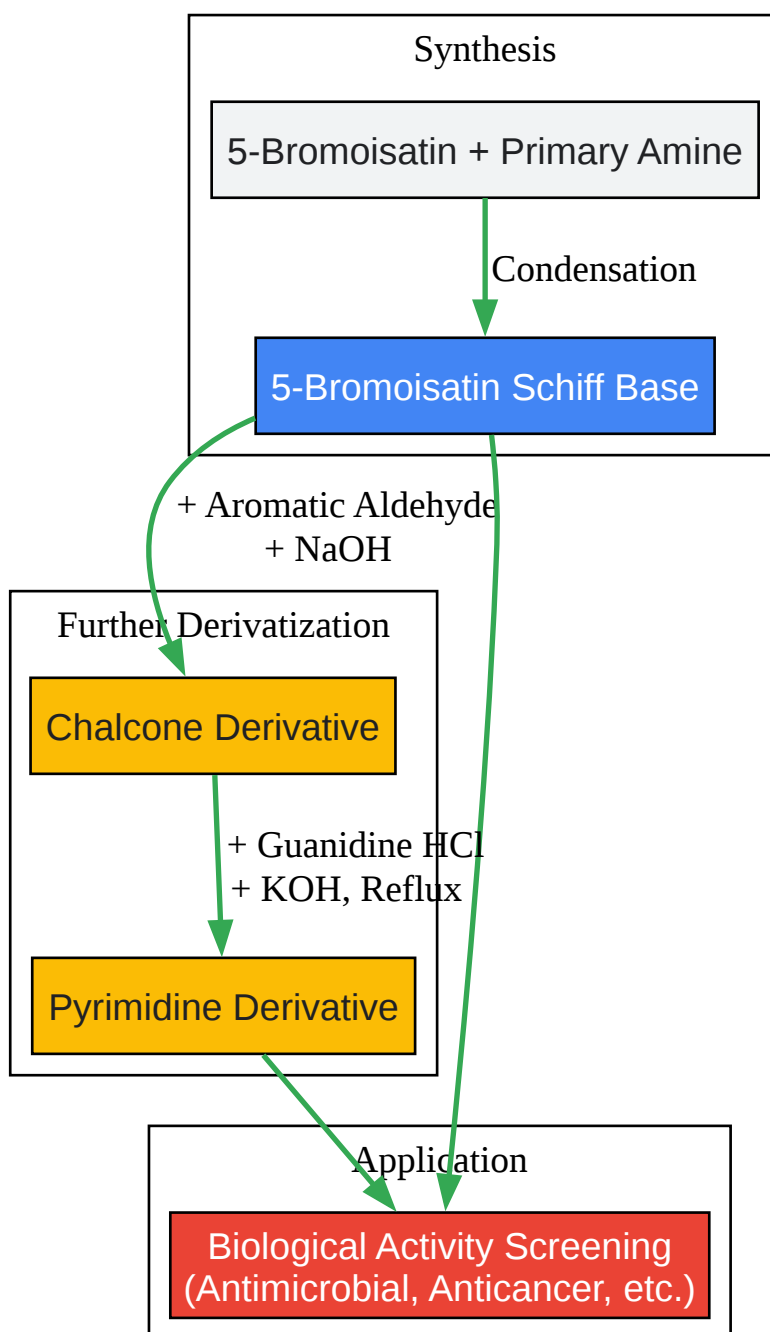 Synthesis
5-Bromoisatin + Primary Amine
Condensation
5-Bromoisatin Schiff Base
+ Aromatic Aldehyde
+ NaOH
Further Derivatization
Chalcone Derivative
+ Guanidine HCl
+ KOH, Reflux
Pyrimidine Derivative
Application
Biological Activity Screening
(Antimicrobial, Anticancer, etc.)